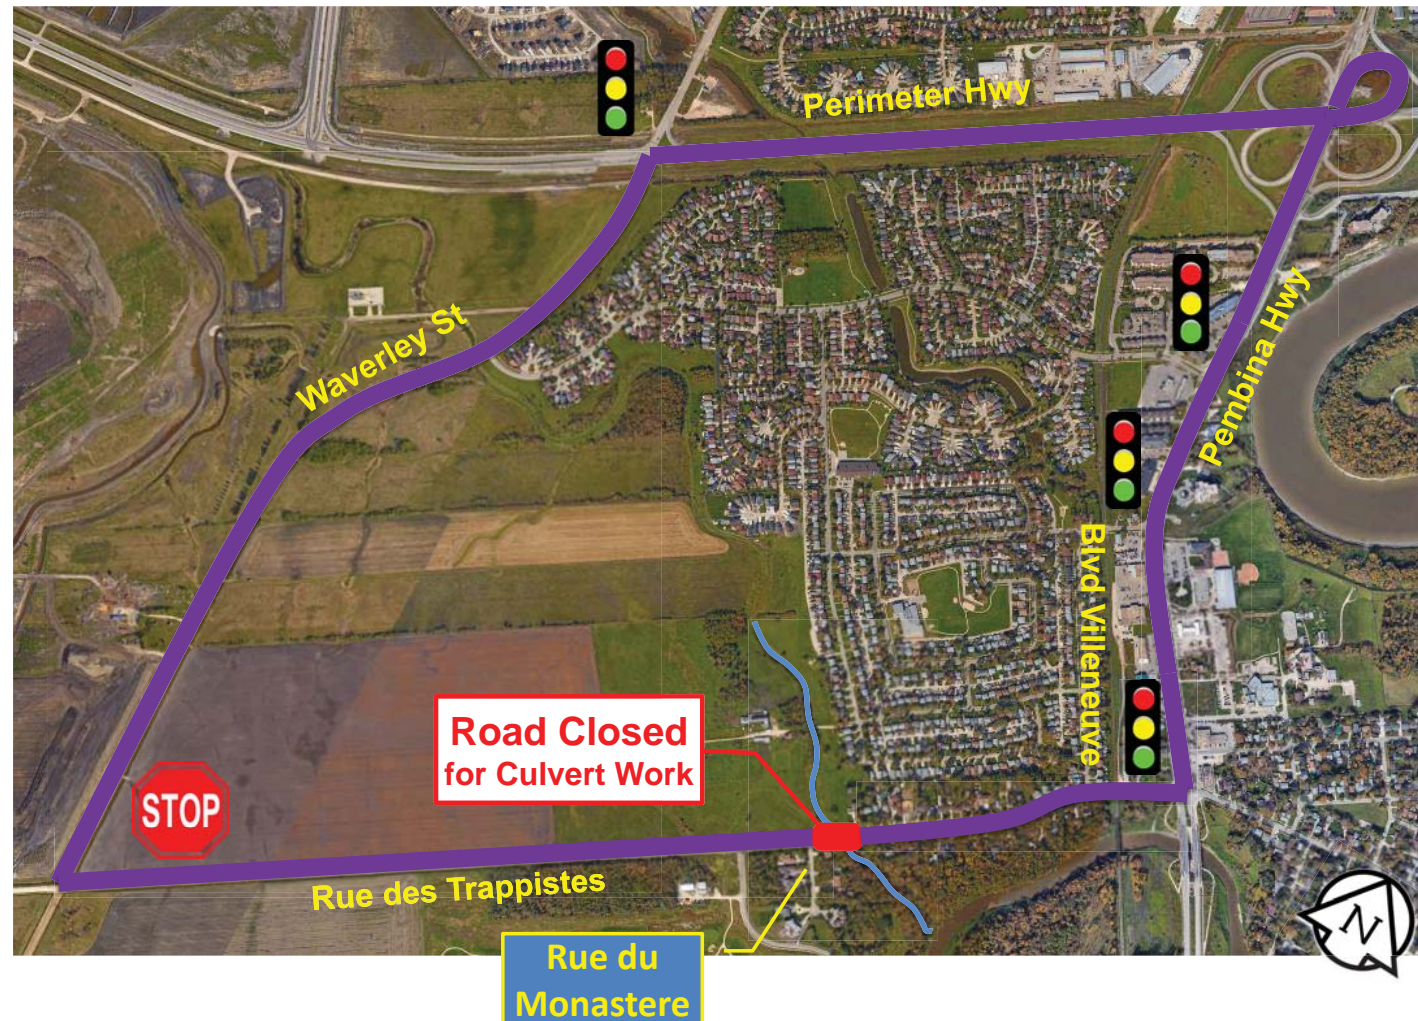 Perimeter Hwy
Waverley St
Pembina Hwy
Blvd Villeneuve
Road Closed
for Culvert Work
STOP
Rue des Trappistes
Rue du
Monastere
N